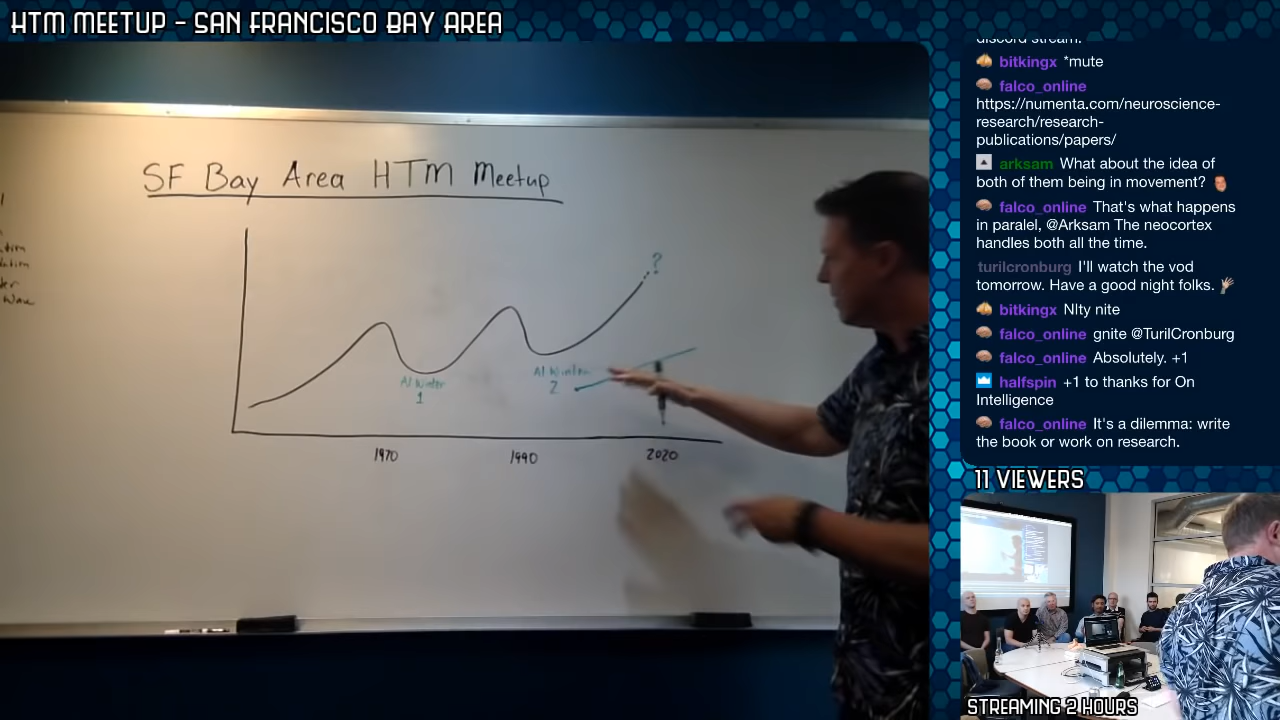 HTM MEETUP - SAN FRANCISCO BAY AREA
SF Bay Area HTM Meetup
?
AI Winter
1
AI Winter
2
1970
1990
2020
discord stream.
bitkingx *mute
falco_online
https://numenta.com/neuroscience-
research/research-
publications/papers/
arksam What about the idea of
both of them being in movement?
falco_online That's what happens
in paralel, @Arksam The neocortex
handles both all the time.
turilcronburg I'll watch the vod
tomorrow. Have a good night folks.
bitkingx NIty nite
falco_online gnite @TurilCronburg
falco_online Absolutely. +1
halfspin +1 to thanks for On
Intelligence
falco_online It's a dilemma: write
the book or work on research.
11 VIEWERS
STREAMING 2 HOURS